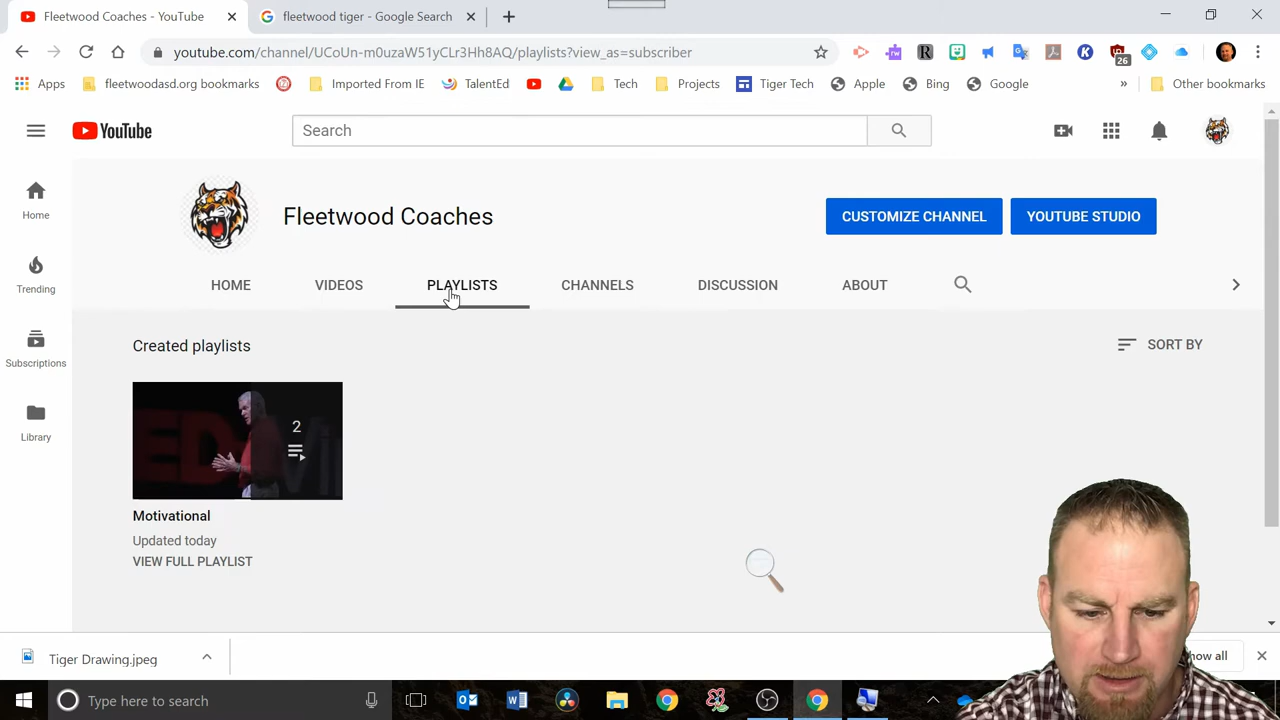 Fleetwood Coaches - YouTube
fleetwood tiger - Google Search
youtube.com/channel/UCoUn-m0uzaW51yCLr3Hh8AQ/playlists?view_as=subscriber
26
Apps
fleetwoodasd.org bookmarks
Imported From IE
TalentEd
Tech
Projects
Tiger Tech
Apple
Bing
Google
»
Other bookmarks
YouTube
Search
Home
Trending
Subscriptions
Library
Fleetwood Coaches
CUSTOMIZE CHANNEL
YOUTUBE STUDIO
HOME
VIDEOS
PLAYLISTS
CHANNELS
DISCUSSION
ABOUT
Created playlists
SORT BY
2
Motivational
Updated today
VIEW FULL PLAYLIST
Tiger Drawing.jpeg
how all
Type here to search